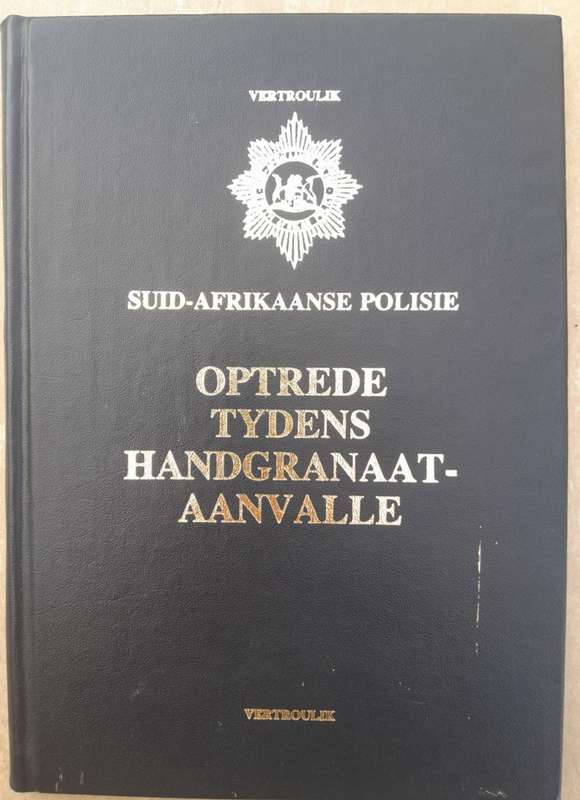 VERTROULIK
SUID-AFRIKAANSE POLISIE
OPTREDE
TYDENS
HANDGRANAAT-
AANVALLE
VERTROULIK